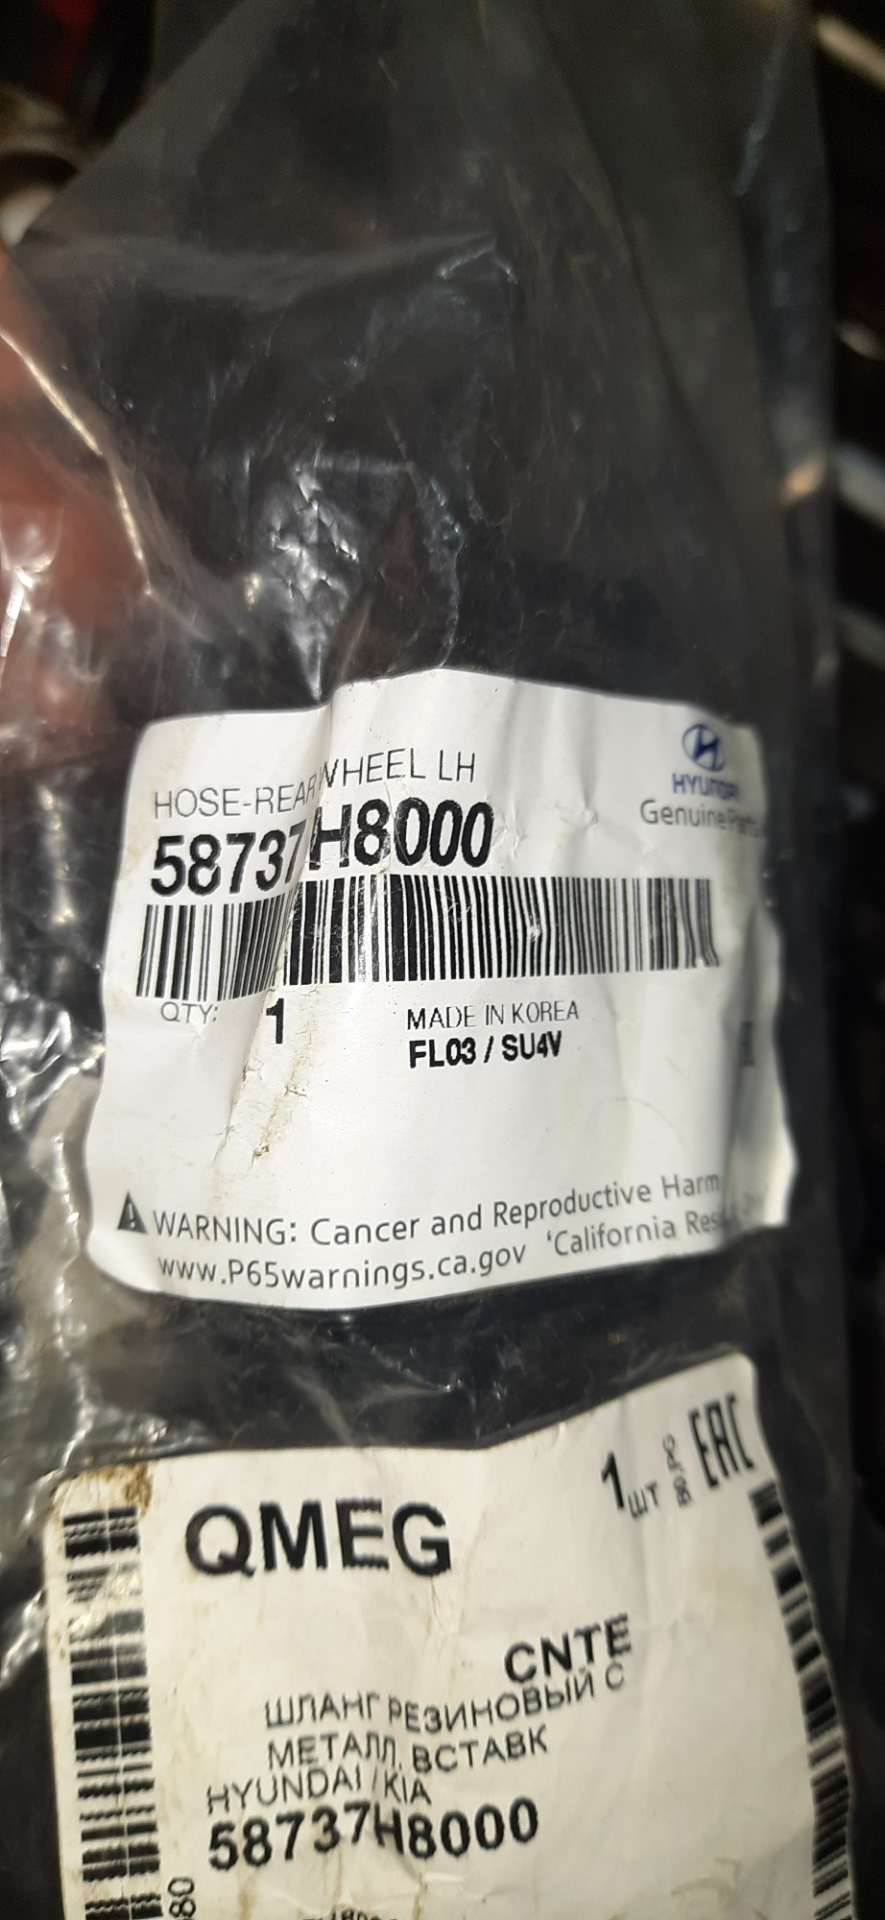 HOSE-REAR WHEEL LH
HYUNDAI
Genuine Parts
58737H8000
QTY: 1
MADE IN KOREA
FL03 / SU4V
WARNING: Cancer and Reproductive Harm
www.P65warnings.ca.gov 'California
QMEG
1 шт
EAC
CNTE
ШЛАНГ РЕЗИНОВЫЙ С
МЕТАЛЛ. ВСТАВК
HYUNDAI / KIA
58737H8000